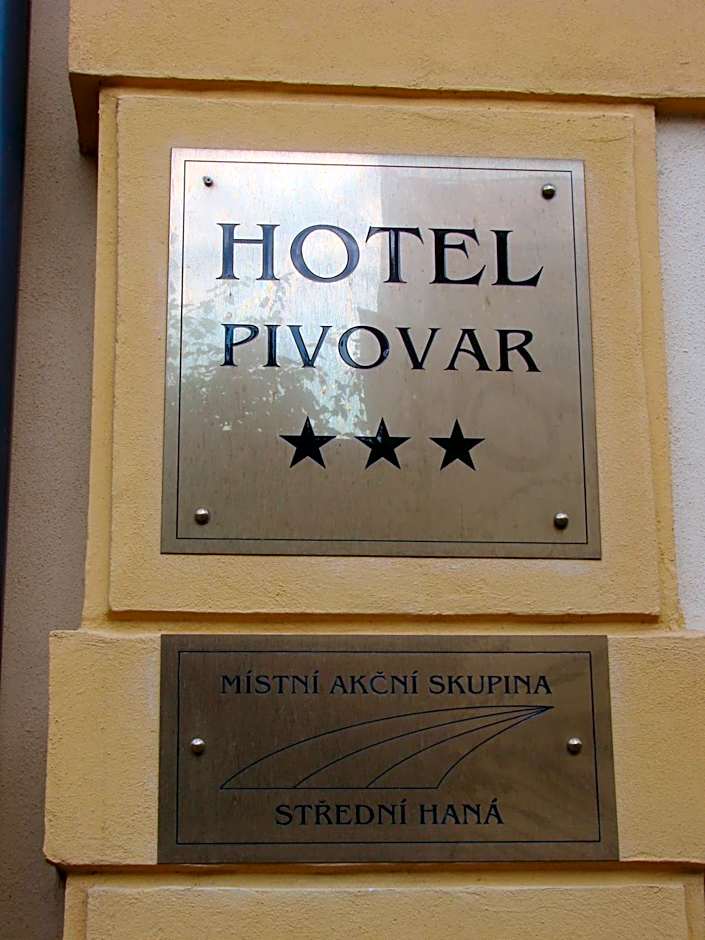 HOTEL
PIVOVAR
MÍSTNÍ AKČNÍ SKUPINA
STŘEDNÍ HANÁ